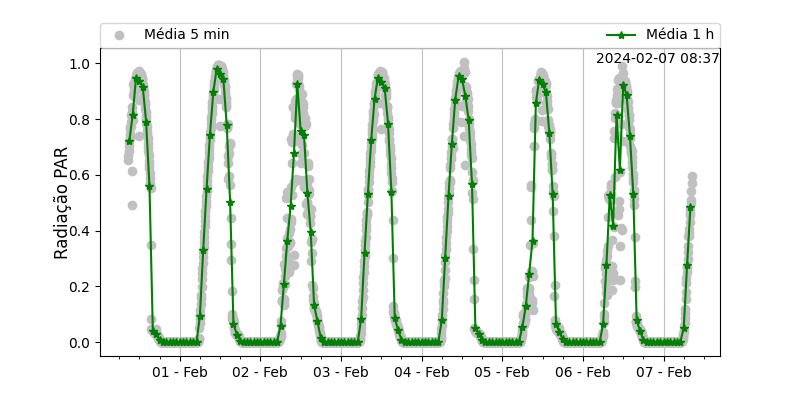 Média 5 min
Média 1 h
2024-02-07 08:37
1.0
0.8
0.6
0.4
0.2
0.0
Radiação PAR
01 - Feb
02 - Feb
03 - Feb
04 - Feb
05 - Feb
06 - Feb
07 - Feb